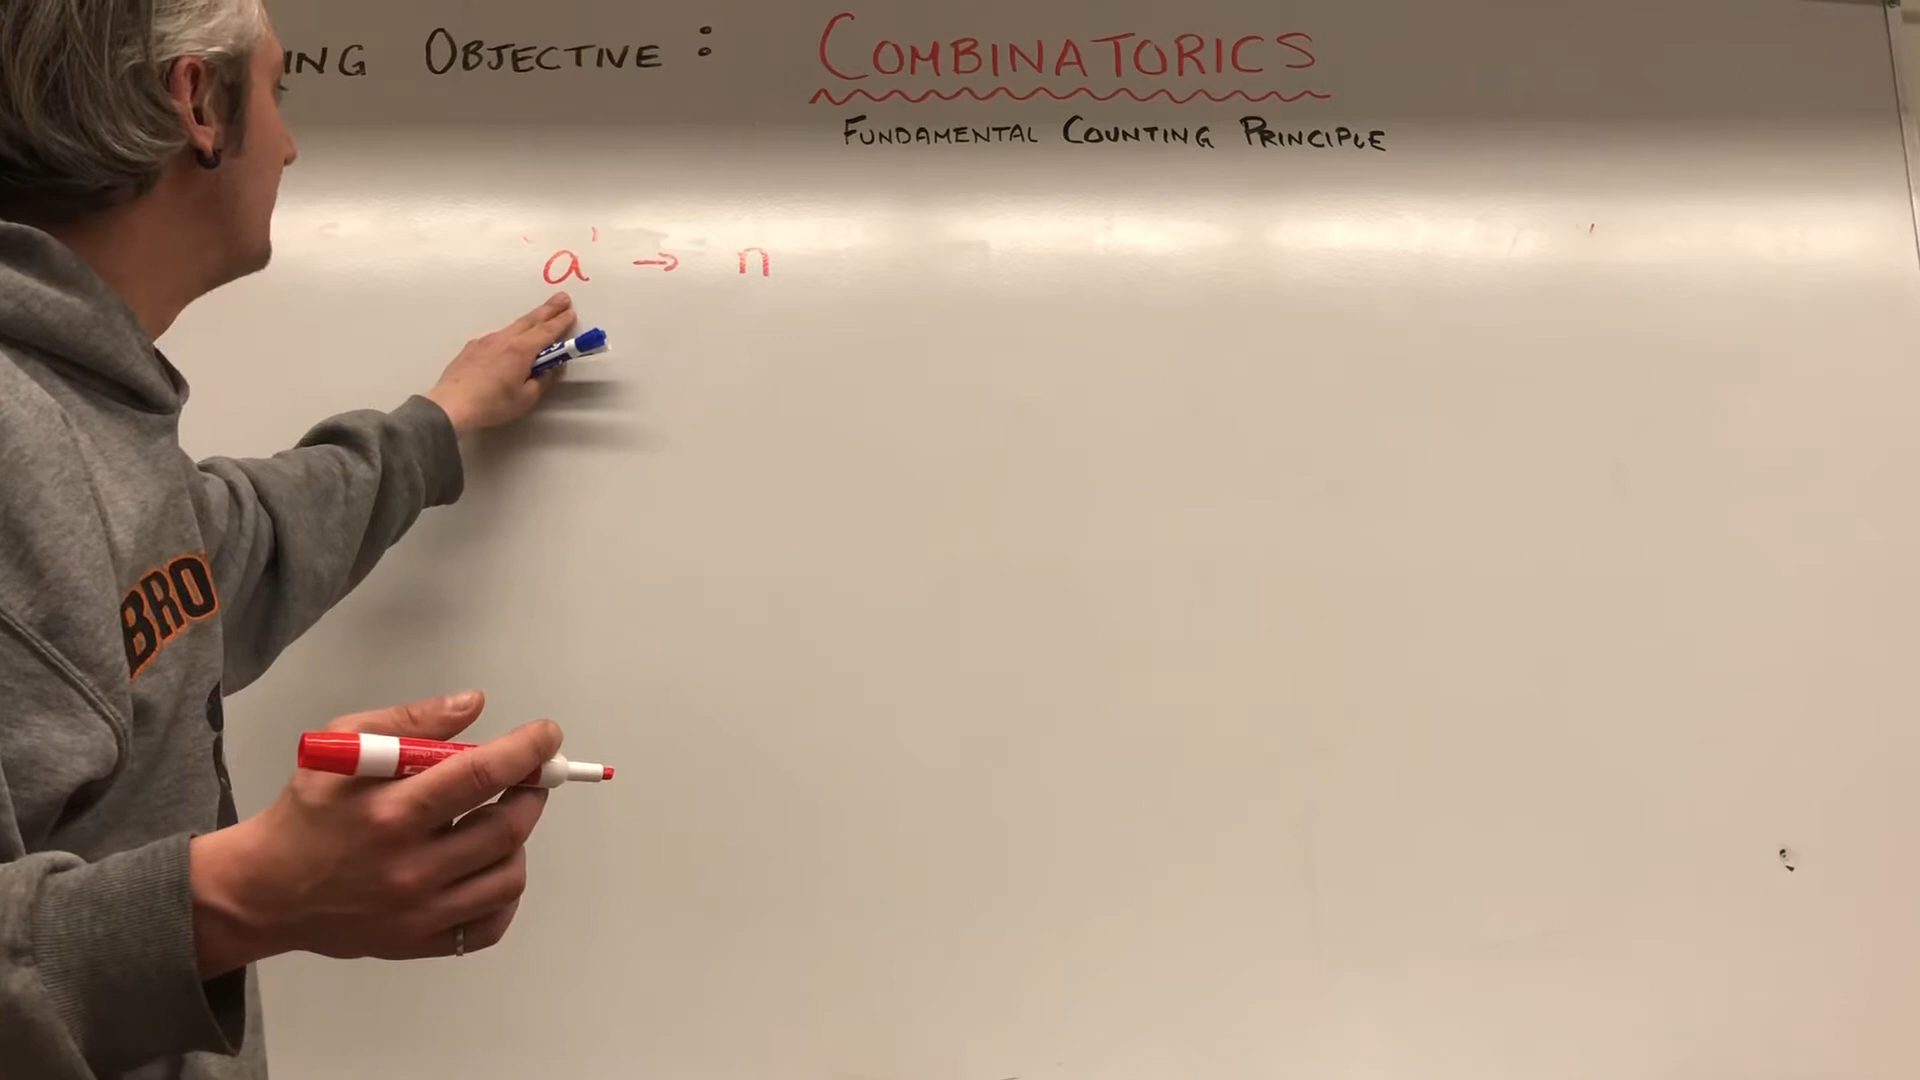 ING OBJECTIVE : COMBINATORICS
FUNDAMENTAL COUNTING PRINCIPLE
'a' → n
BRO